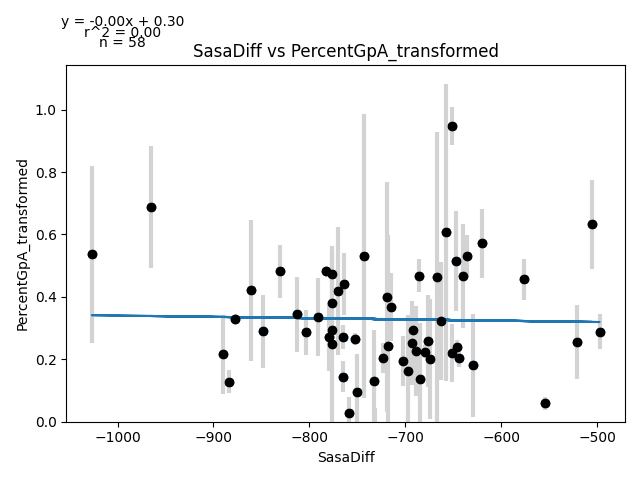 y = -0.00x + 0.30
r^2 = 0.00
n = 58
SasaDiff vs PercentGpA_transformed
PercentGpA_transformed
1.0
0.8
0.6
0.4
0.2
0.0
−1000 −900 −800 −700 −600 −500
SasaDiff